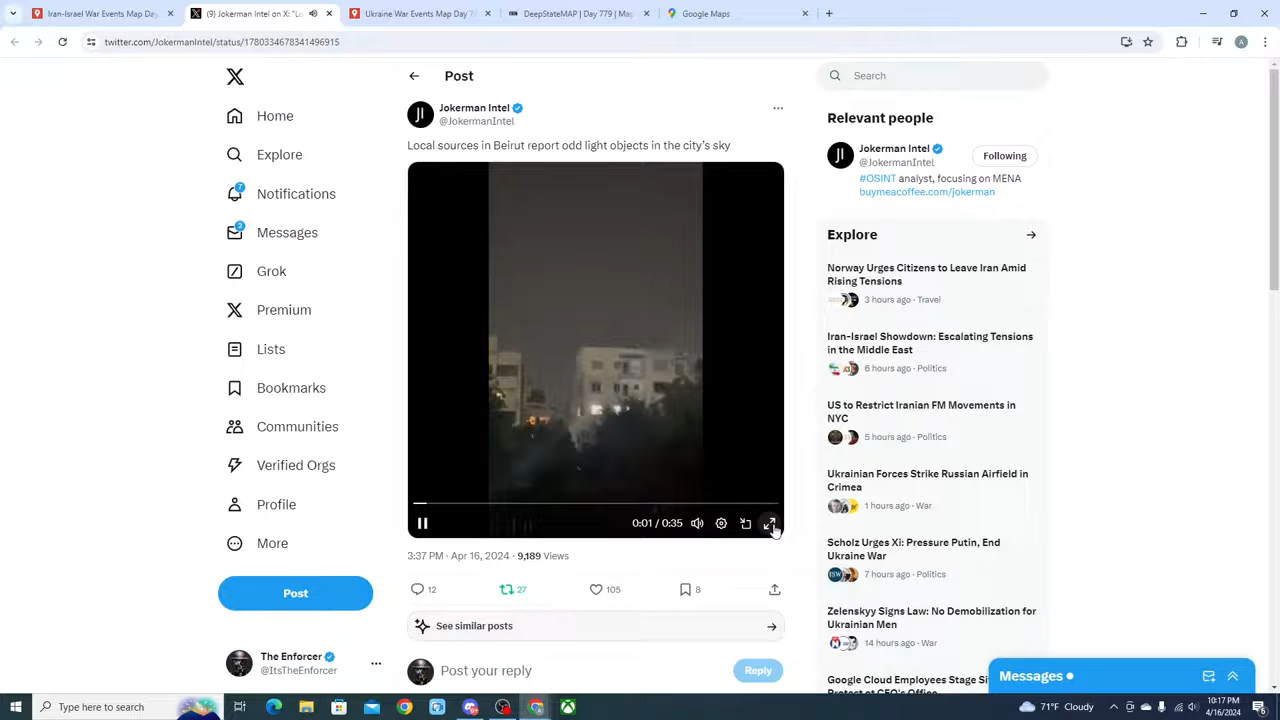 Iran-Israel War Events Map Day
(9) Jokerman Intel on X: "Lo
Ukraine War Events Map Day 7
DeepStateMAP | Day 779 | Map
Google Maps
twitter.com/JokermanIntel/status/1780334678341496915
A
Home
Explore
7
Notifications
2
Messages
Grok
Premium
Lists
Bookmarks
Communities
Verified Orgs
Profile
More
Post
The Enforcer
@ItsTheEnforcer
Post
JI
Jokerman Intel
@JokermanIntel
Local sources in Beirut report odd light objects in the city's sky
0:01 / 0:35
3:37 PM · Apr 16, 2024 · 9,189 Views
12 27 105 8
See similar posts
Post your reply
Reply
Search
Relevant people
JI
Jokerman Intel
@JokermanIntel
Following
#OSINT analyst, focusing on MENA
buymeacoffee.com/jokerman
Explore
Norway Urges Citizens to Leave Iran Amid
Rising Tensions
3 hours ago · Travel
Iran-Israel Showdown: Escalating Tensions
in the Middle East
6 hours ago · Politics
US to Restrict Iranian FM Movements in
NYC
5 hours ago · Politics
Ukrainian Forces Strike Russian Airfield in
Crimea
1 hours ago · War
Scholz Urges Xi: Pressure Putin, End
Ukraine War
ISW
7 hours ago · Politics
Zelenskyy Signs Law: No Demobilization for
Ukrainian Men
14 hours ago · War
Google Cloud Employees Stage
Messages
Type here to search
71°F Cloudy
10:17 PM
4/16/2024
6